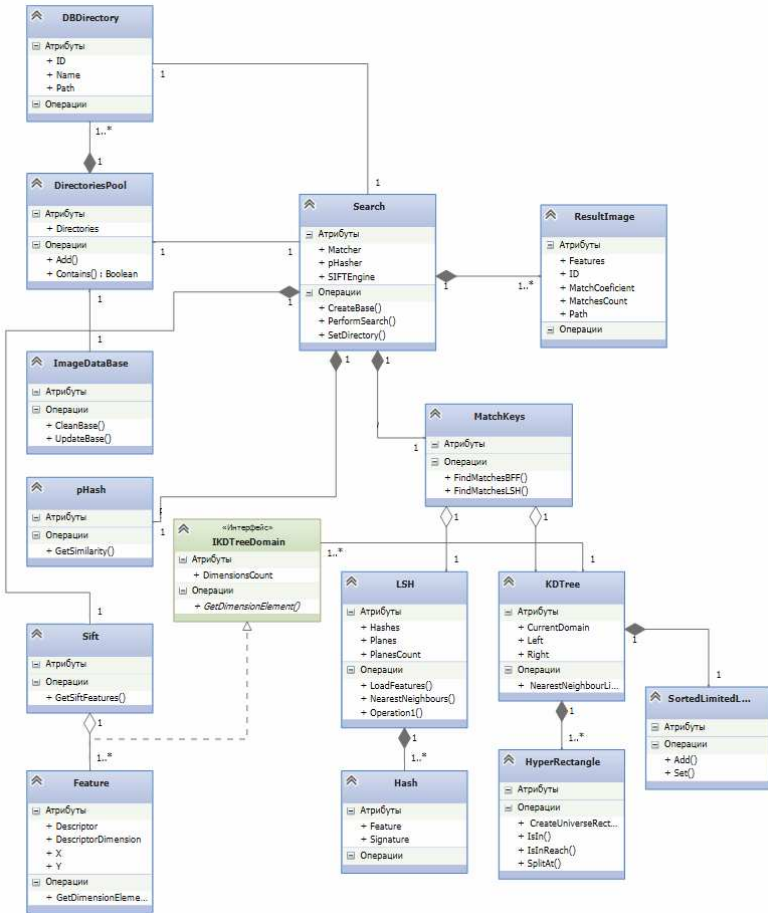 DBDirectory
Атрибуты
+ ID
+ Name
+ Path
Операции
1
1..*
1
1
DirectoriesPool
Атрибуты
+ Directories
Операции
+ Add()
+ Contains() : Boolean
1
1
1
1
Search
Атрибуты
+ Matcher
+ pHasher
+ SIFTEngine
Операции
+ CreateBase()
+ PerformSearch()
+ SetDirectory()
1
1
1
1
1..*
ResultImage
Атрибуты
+ Features
+ ID
+ MatchCoeficient
+ MatchesCount
+ Path
Операции
ImageDataBase
Атрибуты
Операции
+ CleanBase()
+ UpdateBase()
MatchKeys
Атрибуты
Операции
+ FindMatchesBFF()
+ FindMatchesLSH()
1
1
1
pHash
Атрибуты
Операции
+ GetSimilarity()
1
«Интерфейс»
IKDTreeDomain
Атрибуты
+ DimensionsCount
Операции
+ GetDimensionElement()
1..*
1
1
LSH
Атрибуты
+ Hashes
+ Planes
+ PlanesCount
Операции
+ LoadFeatures()
+ NearestNeighbours()
+ Operation1()
1
1..*
KDTree
Атрибуты
+ CurrentDomain
+ Left
+ Right
Операции
+ NearestNeighbourLi...
1
1
1
1..*
1
Sift
Атрибуты
Операции
+ GetSiftFeatures()
1
1..*
SortedLimitedL...
Атрибуты
Операции
+ Add()
+ Set()
Feature
Атрибуты
+ Descriptor
+ DescriptorDimension
+ X
+ Y
Операции
+ GetDimensionEleme...
Hash
Атрибуты
+ Feature
+ Signature
Операции
HyperRectangle
Атрибуты
Операции
+ CreateUniverseRect...
+ IsIn()
+ IsInReach()
+ SplitAt()